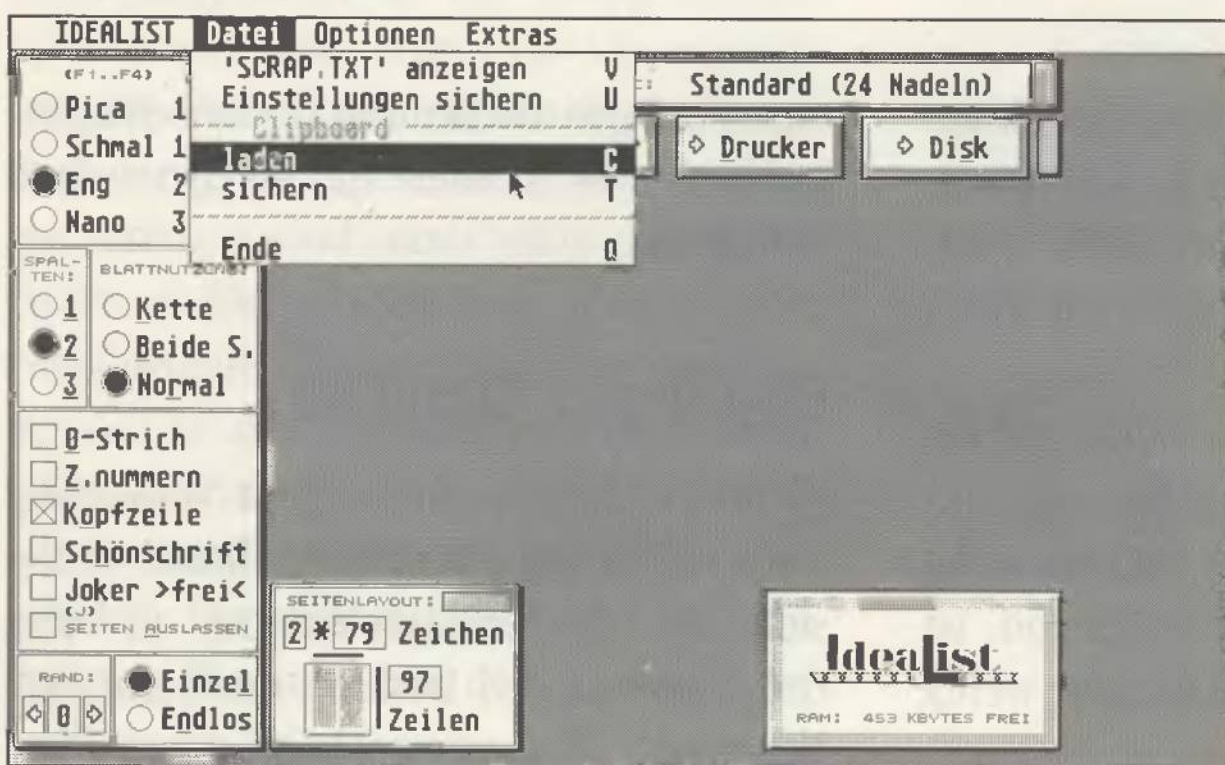 IDEALIST Datei Optionen Extras
'SCRAP.TXT' anzeigen V
Einstellungen sichern U
Clipboard
laden C
sichern T
Ende Q
Standard (24 Nadeln)
Drucker
Disk
(F1..F4)
Pica 1
Schmal 1
Eng 2
Nano 3
SPAL-
TEN:
1
2
3
BLATTNUTZUNG:
Kette
Beide S.
Normal
0-Strich
Z.nummern
Kopfzeile
Schönschrift
Joker >frei<
(J)
SEITEN AUSLASSEN
RAND:
0
Einzel
Endlos
SEITENLAYOUT:
2 * 79 Zeichen
97
Zeilen
IdeaList
RAM: 453 KBYTES FREI